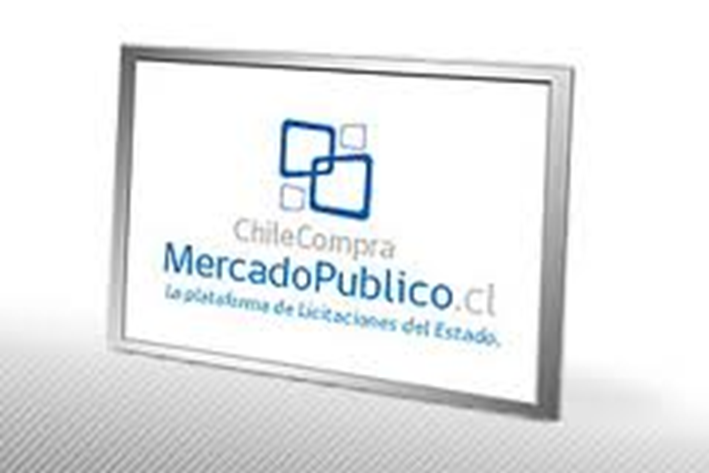 ChileCompra
MercadoPublico.cl
La plataforma de Licitaciones del Estado.